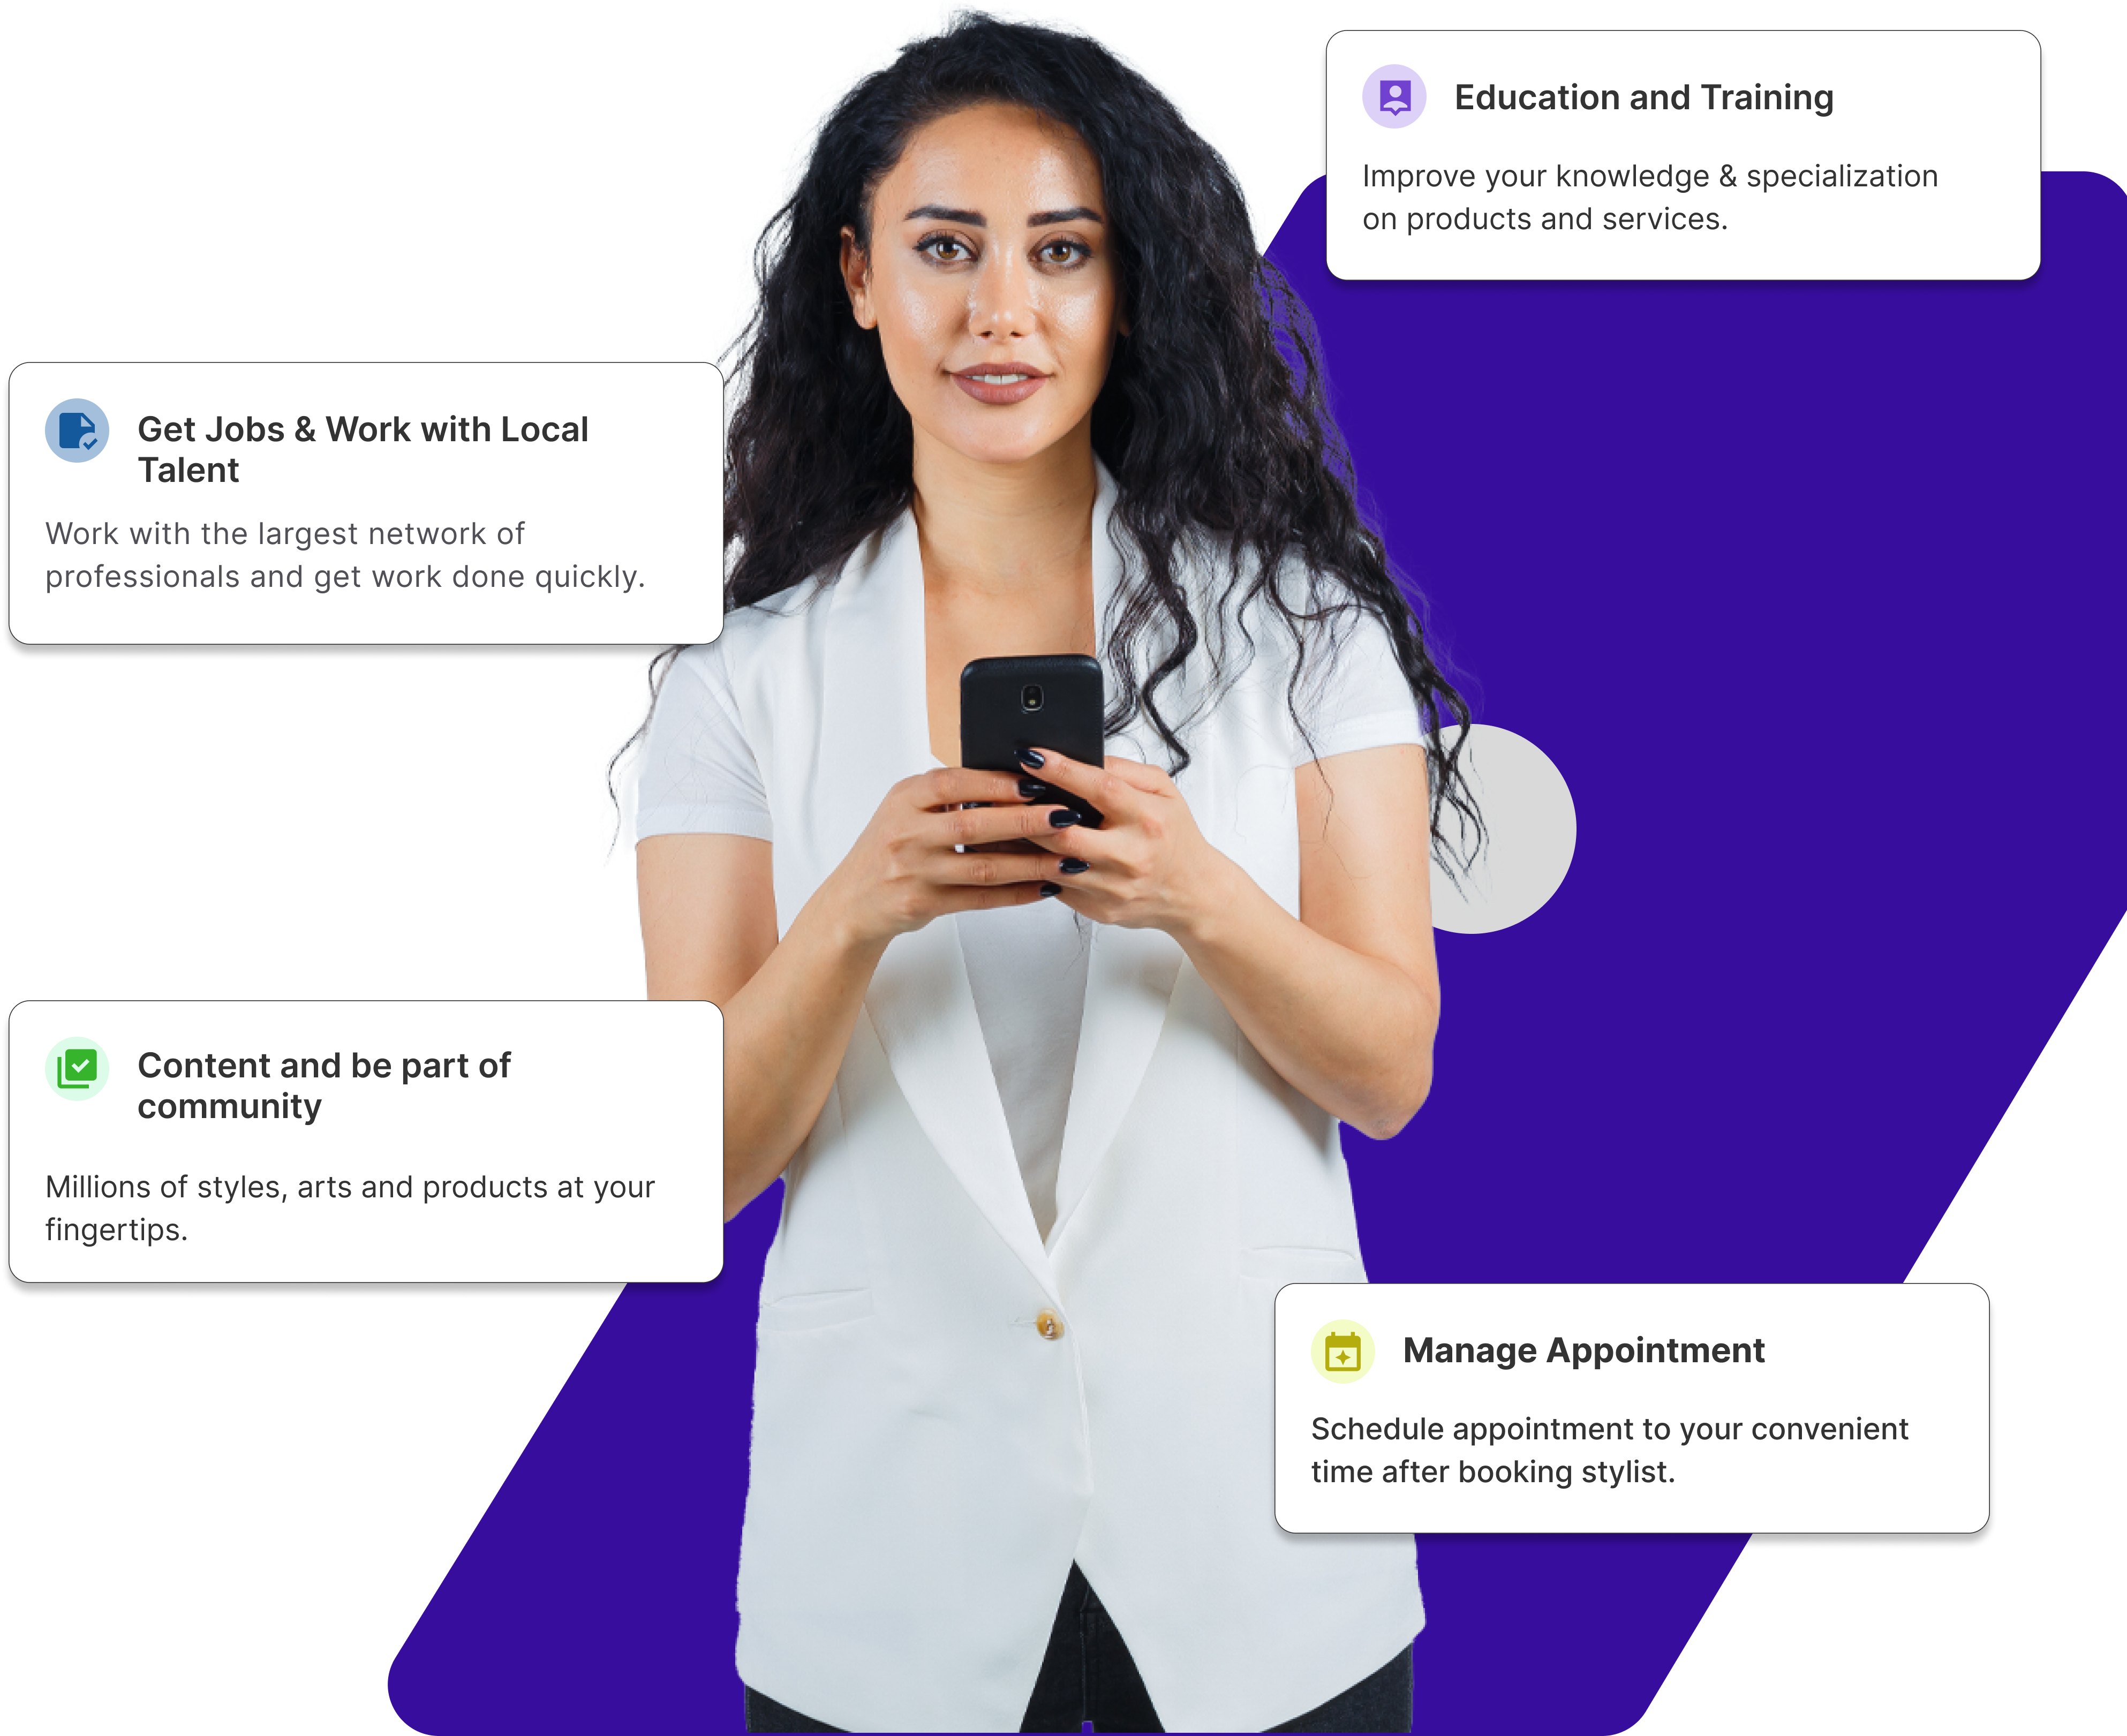 Education and Training
Improve your knowledge & specialization
on products and services.
Get Jobs & Work with Local
Talent
Work with the largest network of
professionals and get work done quickly.
Content and be part of
community
Millions of styles, arts and products at your
fingertips.
Manage Appointment
Schedule appointment to your convenient
time after booking stylist.